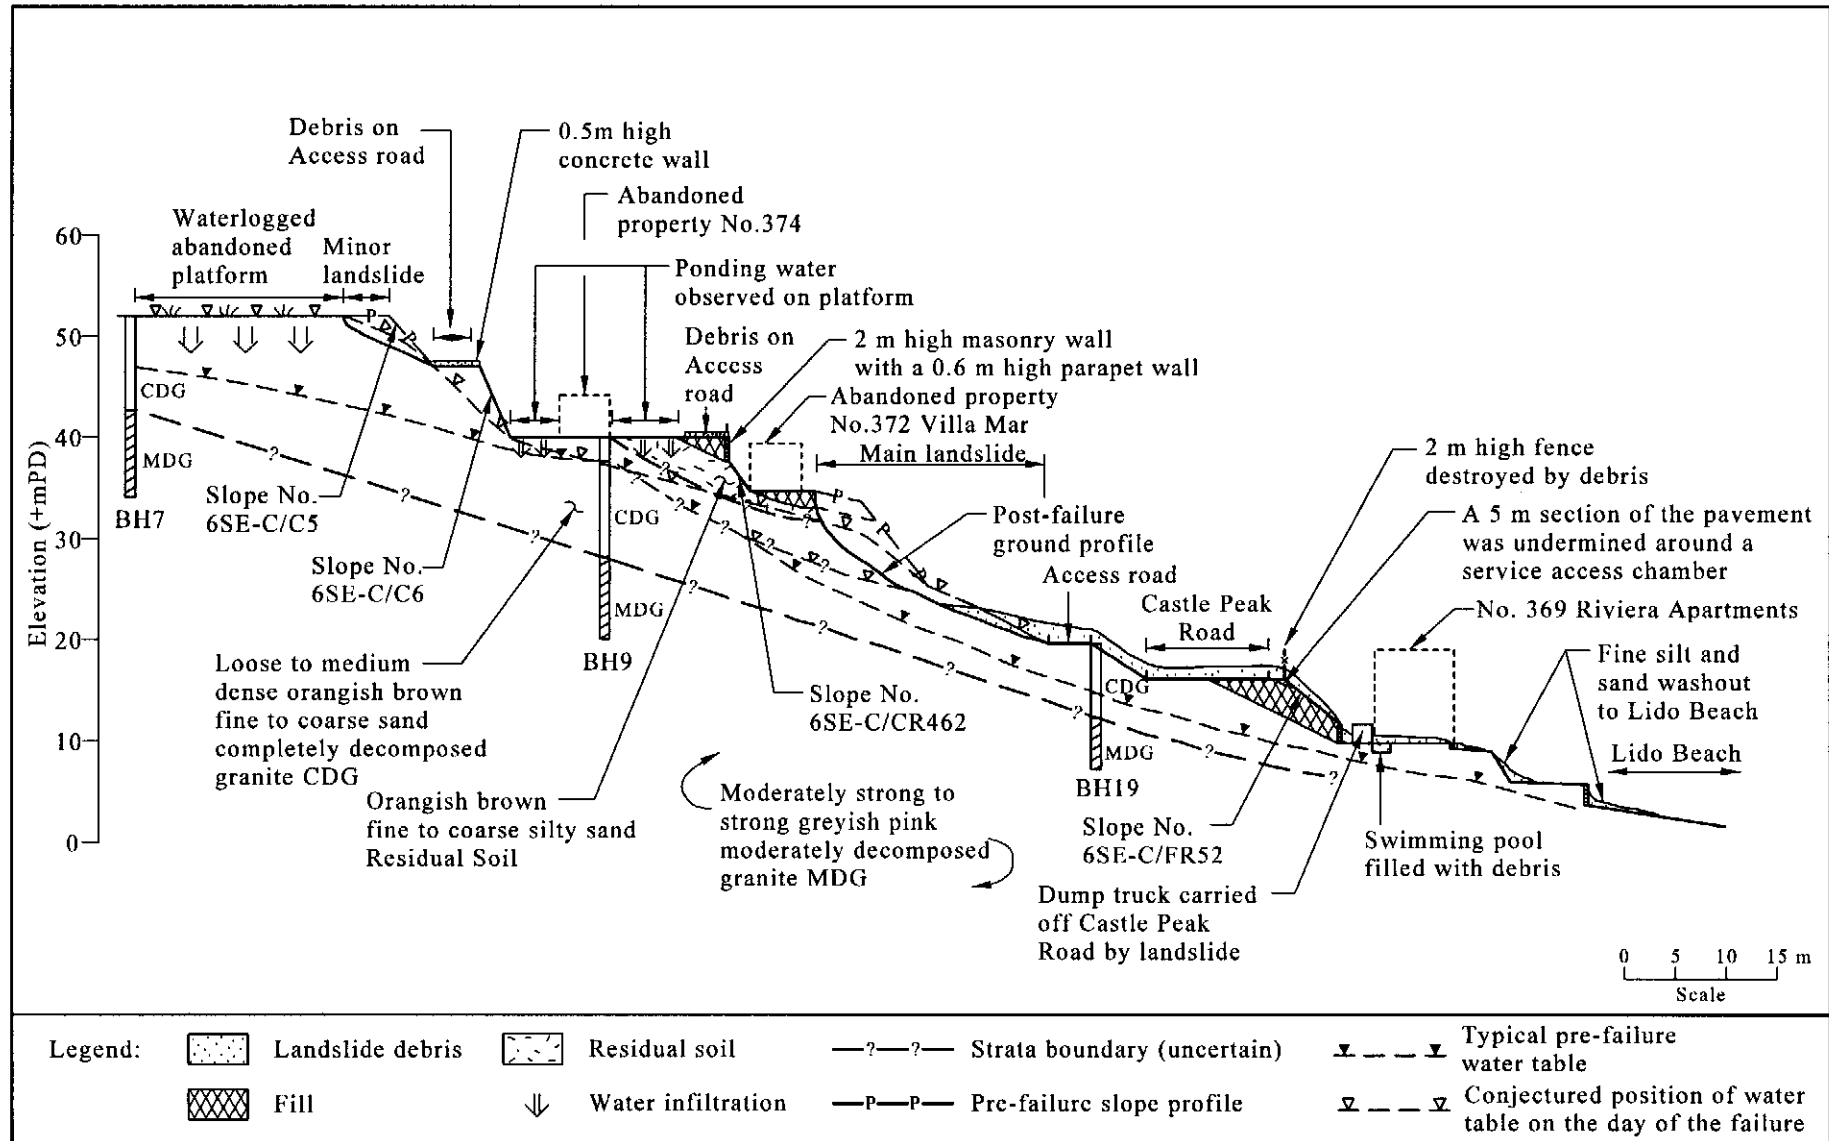 Debris on
Access road
0.5m high
concrete wall
Abandoned
property No.374
Waterlogged
abandoned
platform
Minor
landslide
Ponding water
observed on platform
Debris on
Access
road
2 m high masonry wall
with a 0.6 m high parapet wall
Abandoned property
No.372 Villa Mar
Main landslide
2 m high fence
destroyed by debris
A 5 m section of the pavement
was undermined around a
service access chamber
No. 369 Riviera Apartments
Post-failure
ground profile
Access road
Castle Peak
Road
Fine silt and
sand washout
to Lido Beach
Lido Beach
Elevation (+mPD)
60
50
40
30
20
10
0
CDG
MDG
BH7
Slope No.
6SE-C/C5
Slope No.
6SE-C/C6
CDG
MDG
BH9
Loose to medium
dense orangish brown
fine to coarse sand
completely decomposed
granite CDG
Orangish brown
fine to coarse silty sand
Residual Soil
Slope No.
6SE-C/CR462
Moderately strong to
strong greyish pink
moderately decomposed
granite MDG
CDG
MDG
BH19
Slope No.
6SE-C/FR52
Dump truck carried
off Castle Peak
Road by landslide
Swimming pool
filled with debris
0 5 10 15 m
Scale
Legend:
Landslide debris
Residual soil
—?—?— Strata boundary (uncertain)
Typical pre-failure
water table
Fill
Water infiltration
—P—P— Pre-failure slope profile
Conjectured position of water
table on the day of the failure